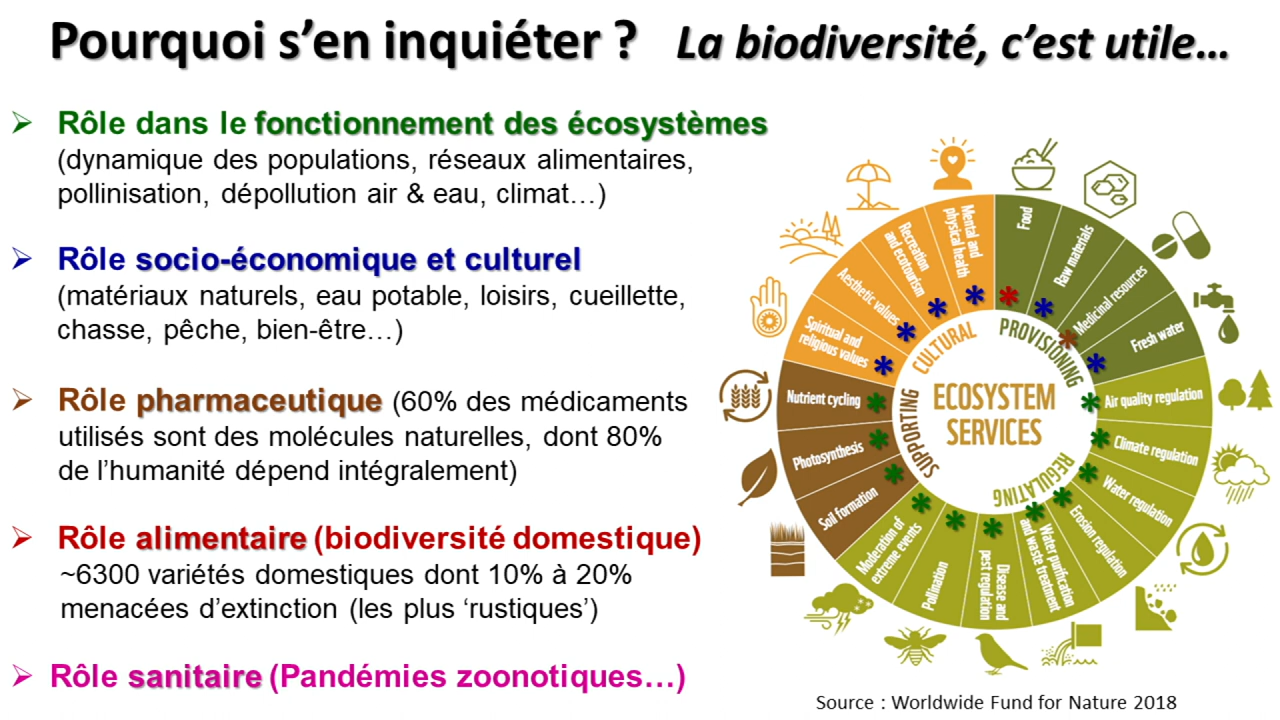 Pourquoi s’en inquiéter ? La biodiversité, c’est utile…
➢ Rôle dans le fonctionnement des écosystèmes
(dynamique des populations, réseaux alimentaires,
pollinisation, dépollution air & eau, climat…)
➢ Rôle socio-économique et culturel
(matériaux naturels, eau potable, loisirs, cueillette,
chasse, pêche, bien-être…)
➢ Rôle pharmaceutique (60% des médicaments
utilisés sont des molécules naturelles, dont 80%
de l’humanité dépend intégralement)
➢ Rôle alimentaire (biodiversité domestique)
~6300 variétés domestiques dont 10% à 20%
menacées d’extinction (les plus ‘rustiques’)
➢ Rôle sanitaire (Pandémies zoonotiques…)
ECOSYSTEM
SERVICES
PROVISIONING
Food
Raw materials
Medicinal resources
Fresh water
REGULATING
Air quality regulation
Climate regulation
Water regulation
Erosion regulation
Water purification
and waste treatment
Disease and
pest regulation
Pollination
Moderation of
extreme events
SUPPORTING
Soil formation
Photosynthesis
Nutrient cycling
CULTURAL
Spiritual and
religious values
Aesthetic values
Recreation
and ecotourism
Mental and
physical health
Source : Worldwide Fund for Nature 2018